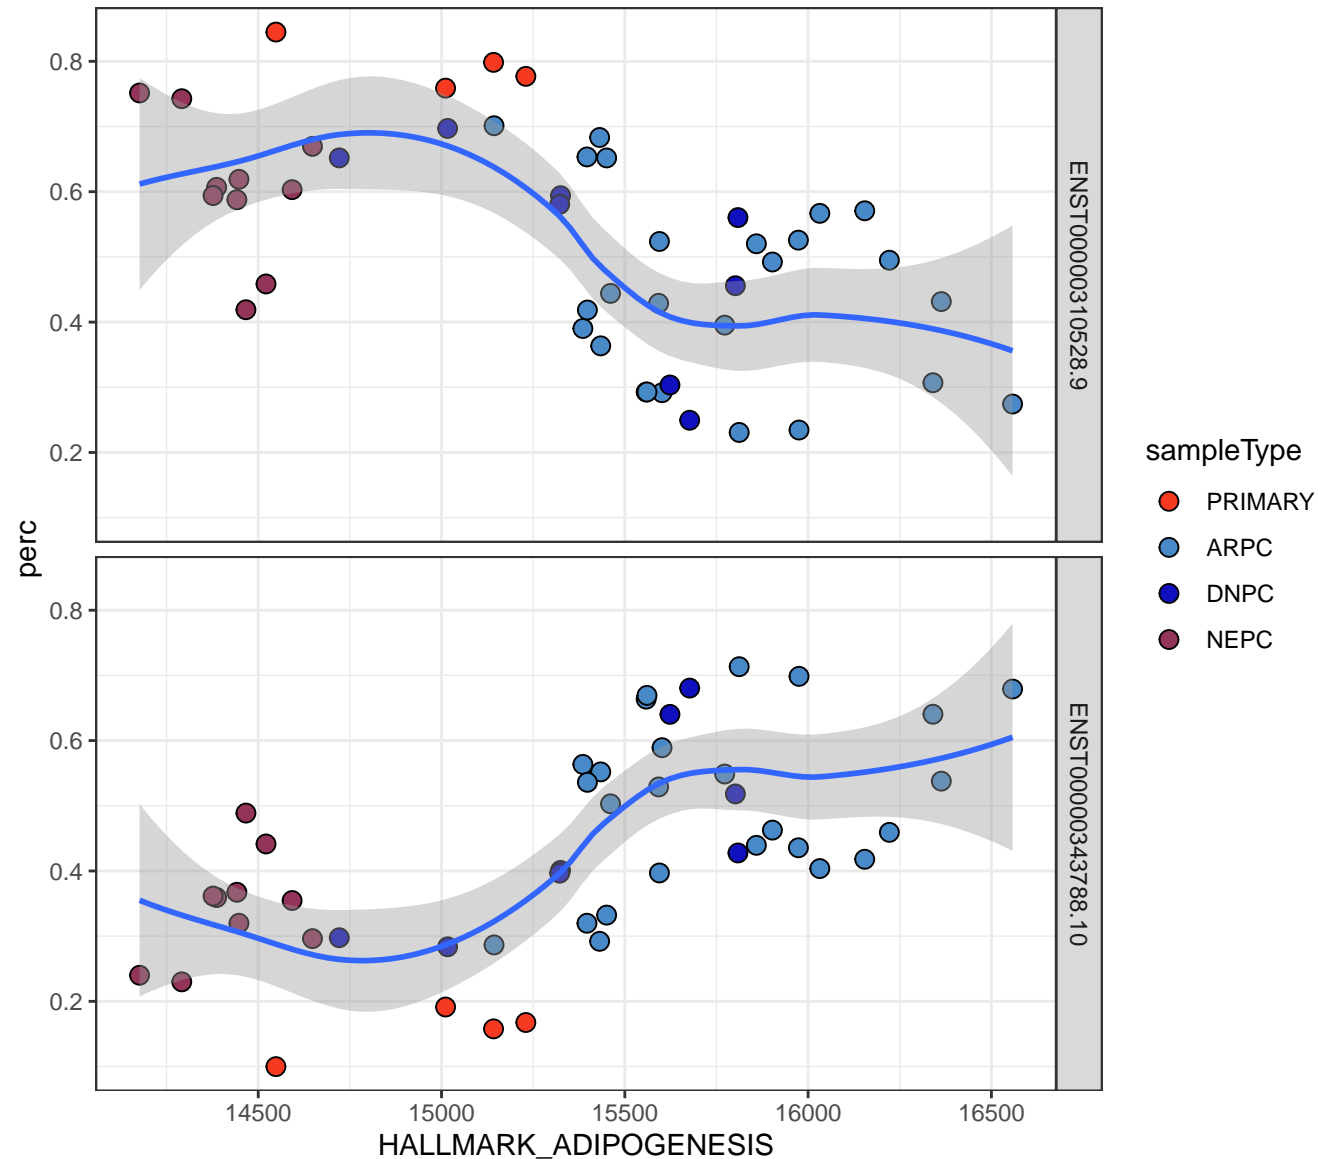 0.8
0.6
0.4
0.2
ENST00000310528.9
perc
0.8
0.6
0.4
0.2
ENST00000343788.10
14500 15000 15500 16000 16500
HALLMARK_ADIPOGENESIS
sampleType
PRIMARY
ARPC
DNPC
NEPC